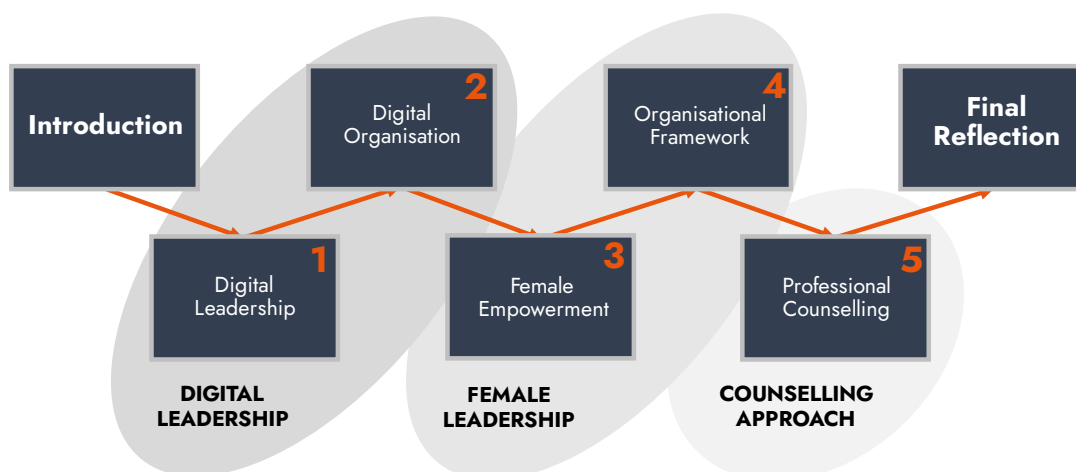 Introduction
2
Digital
Organisation
4
Organisational
Framework
Final
Reflection
1
Digital
Leadership
3
Female
Empowerment
5
Professional
Counselling
DIGITAL
LEADERSHIP
FEMALE
LEADERSHIP
COUNSELLING
APPROACH